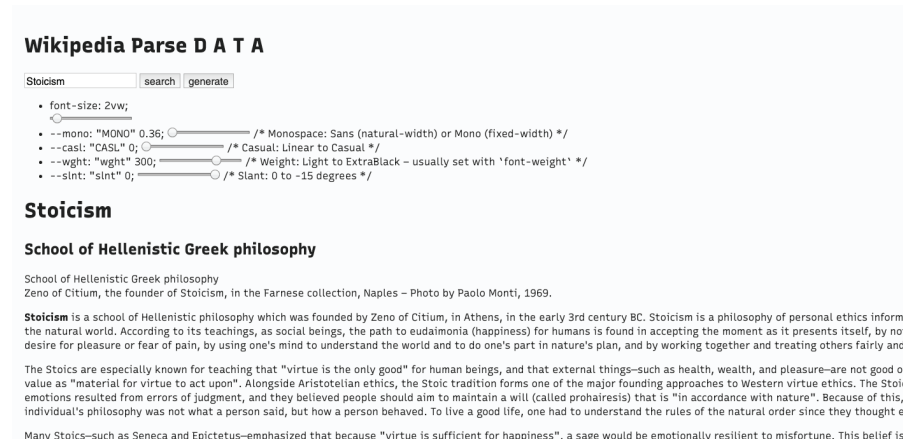 Wikipedia Parse D A T A
Stoicism search generate
• font-size: 2vw;
• --mono: "MONO" 0.36; /* Monospace: Sans (natural-width) or Mono (fixed-width) */
• --casl: "CASL" 0; /* Casual: Linear to Casual */
• --wght: "wght" 300; /* Weight: Light to ExtraBlack – usually set with `font-weight` */
• --slnt: "slnt" 0; /* Slant: 0 to -15 degrees */
Stoicism
School of Hellenistic Greek philosophy
School of Hellenistic Greek philosophy
Zeno of Citium, the founder of Stoicism, in the Farnese collection, Naples – Photo by Paolo Monti, 1969.
Stoicism is a school of Hellenistic philosophy which was founded by Zeno of Citium, in Athens, in the early 3rd century BC. Stoicism is a philosophy of personal ethics inform
the natural world. According to its teachings, as social beings, the path to eudaimonia (happiness) for humans is found in accepting the moment as it presents itself, by no
desire for pleasure or fear of pain, by using one's mind to understand the world and to do one's part in nature's plan, and by working together and treating others fairly and
The Stoics are especially known for teaching that "virtue is the only good" for human beings, and that external things—such as health, wealth, and pleasure—are not good o
value as "material for virtue to act upon". Alongside Aristotelian ethics, the Stoic tradition forms one of the major founding approaches to Western virtue ethics. The Stoi
emotions resulted from errors of judgment, and they believed people should aim to maintain a will (called prohairesis) that is "in accordance with nature". Because of this,
individual's philosophy was not what a person said, but how a person behaved. To live a good life, one had to understand the rules of the natural order since they thought e
Many Stoics—such as Seneca and Epictetus—emphasized that because "virtue is sufficient for happiness", a sage would be emotionally resilient to misfortune. This belief is